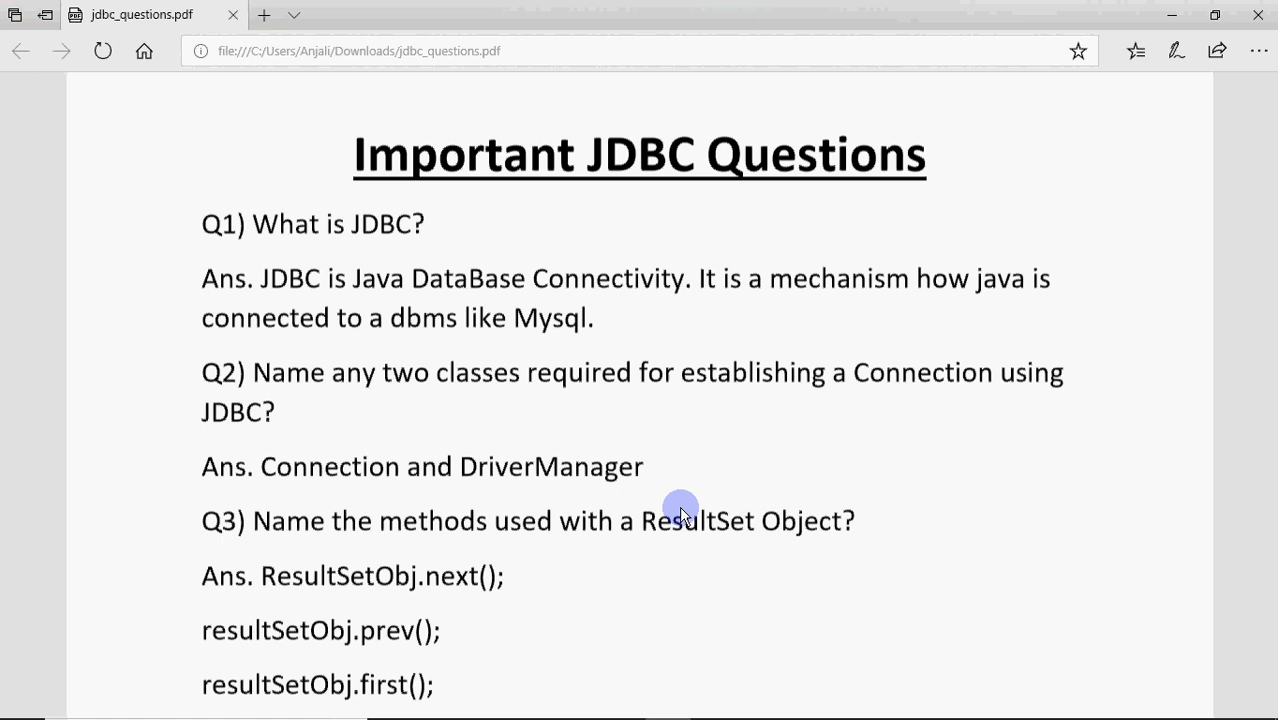 jdbc_questions.pdf
file:///C:/Users/Anjali/Downloads/jdbc_questions.pdf
Important JDBC Questions
Q1) What is JDBC?
Ans. JDBC is Java DataBase Connectivity. It is a mechanism how java is
connected to a dbms like Mysql.
Q2) Name any two classes required for establishing a Connection using
JDBC?
Ans. Connection and DriverManager
Q3) Name the methods used with a ResultSet Object?
Ans. ResultSetObj.next();
resultSetObj.prev();
resultSetObj.first();